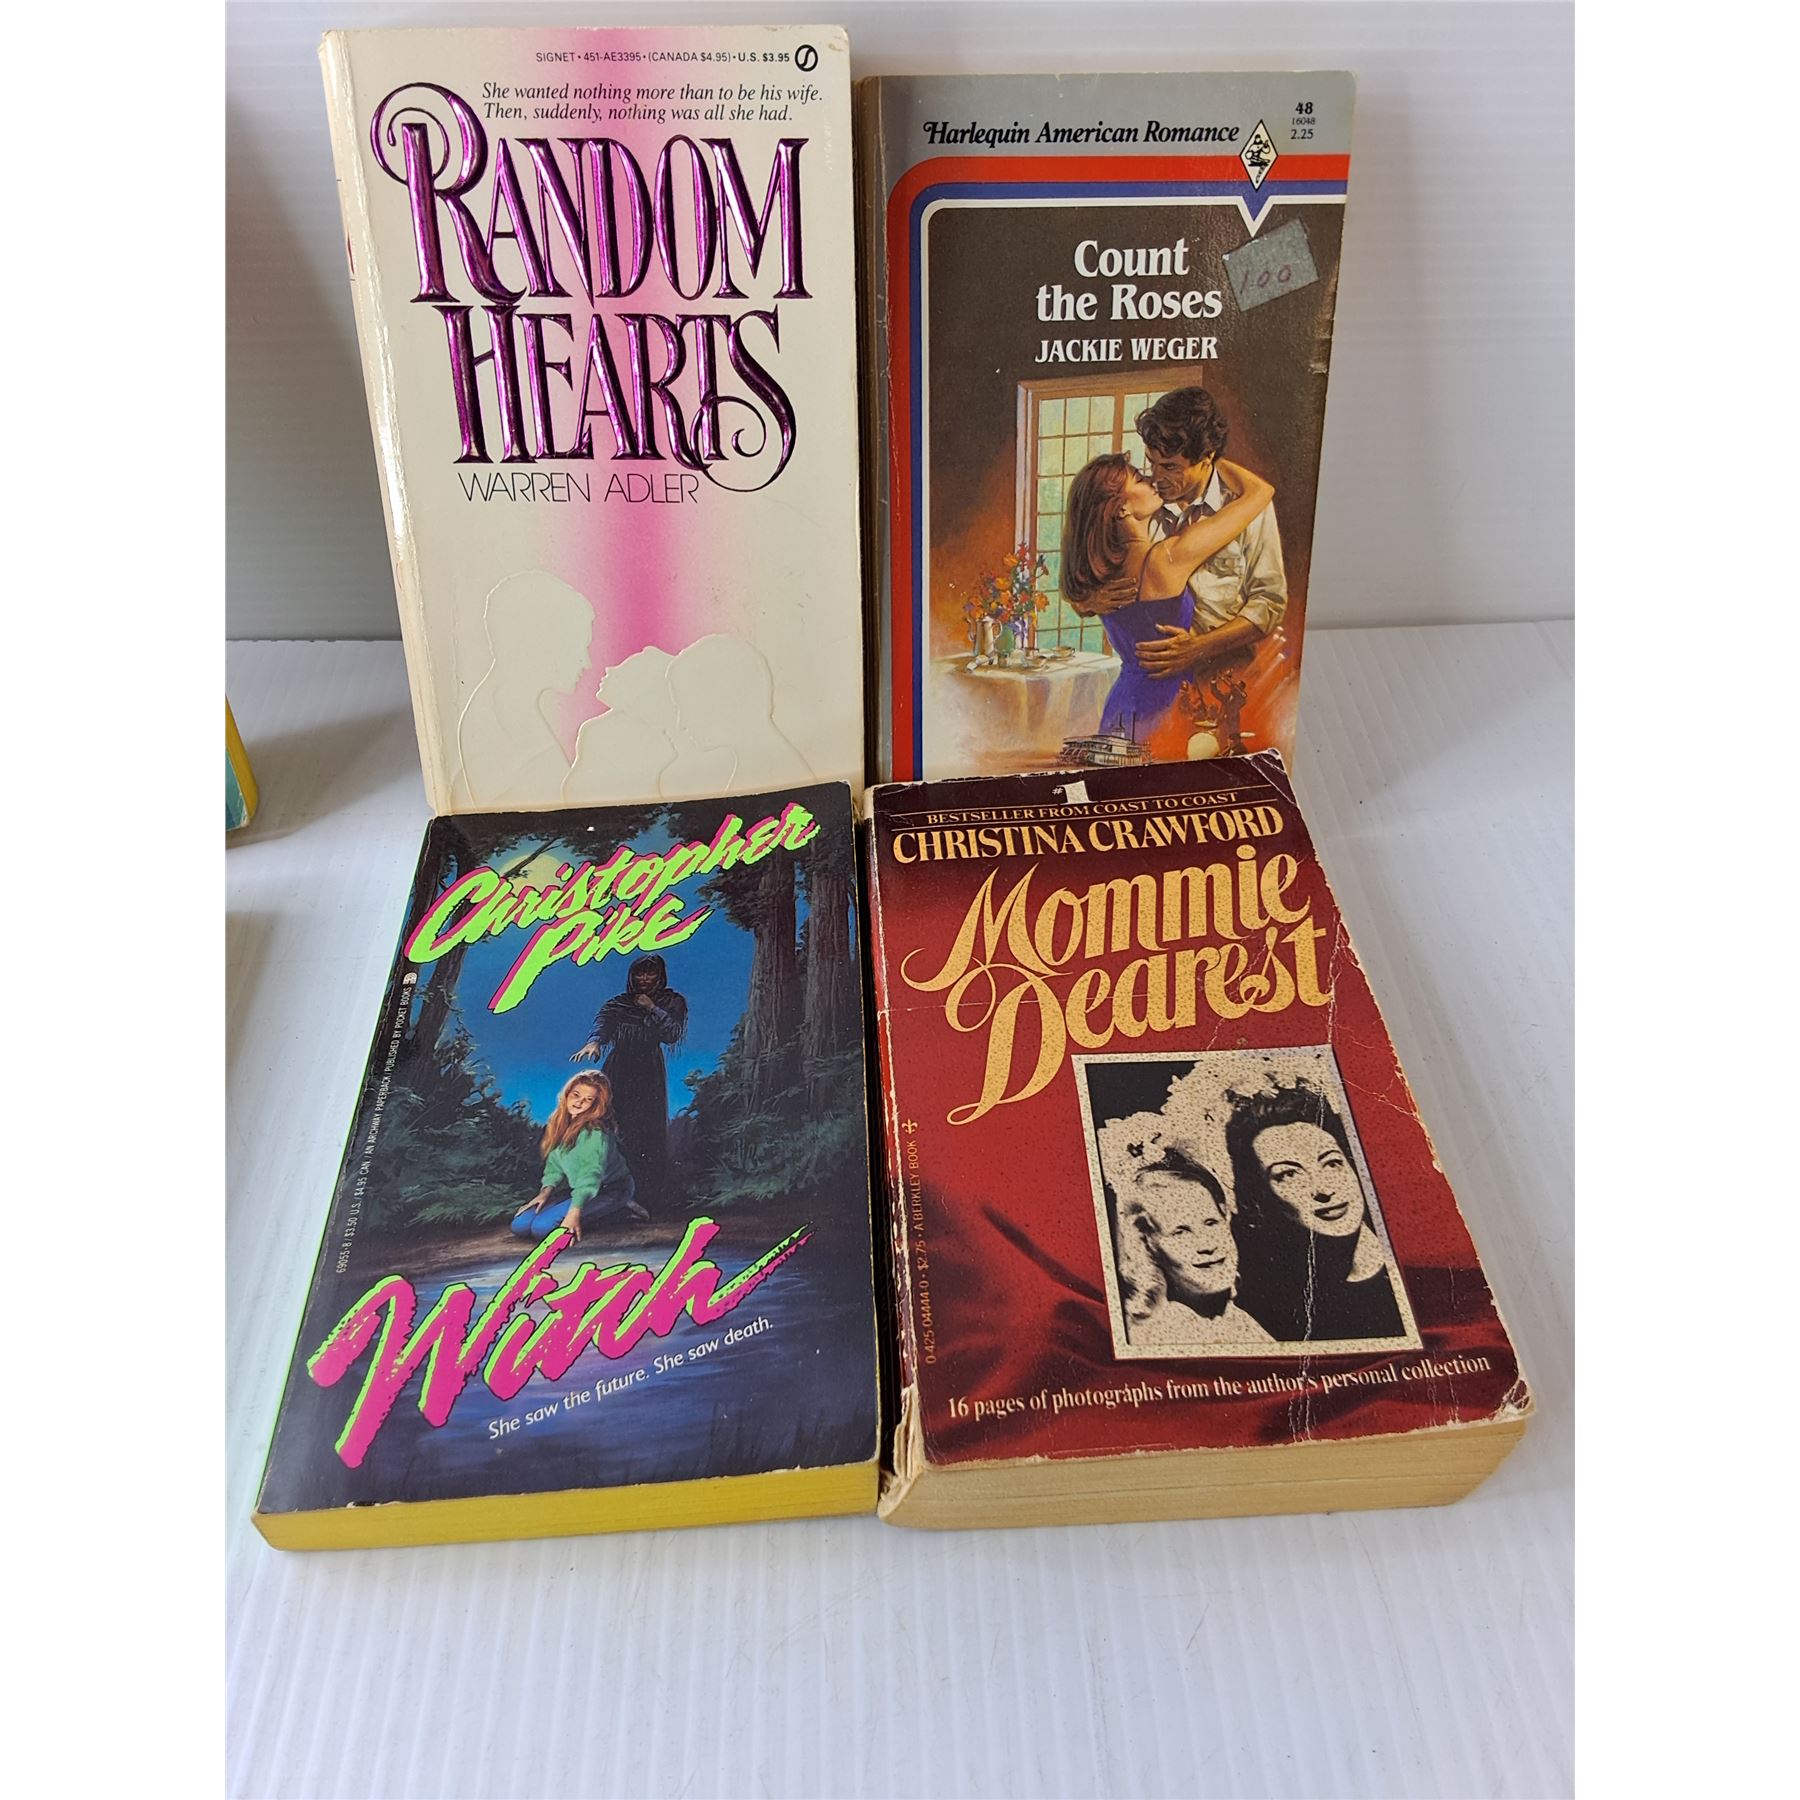 SIGNET • 451-AE3395 • (CANADA $4.95) • U.S. $3.95
She wanted nothing more than to be his wife.
Then, suddenly, nothing was all she had.
RANDOM
HEARTS
WARREN ADLER
Harlequin American Romance
48
16048
2.25
Count
the Roses
1.00
JACKIE WEGER
Christopher
Pike
69055-8 / $3.50 U.S. / $4.95 CAN / AN ARCHWAY PAPERBACK / PUBLISHED BY POCKET BOOKS
Witch
She saw the future. She saw death.
#1
BESTSELLER FROM COAST TO COAST
CHRISTINA CRAWFORD
Mommie
Dearest
0-425-04444-0 • $2.75 • A BERKLEY BOOK
16 pages of photographs from the author's personal collection